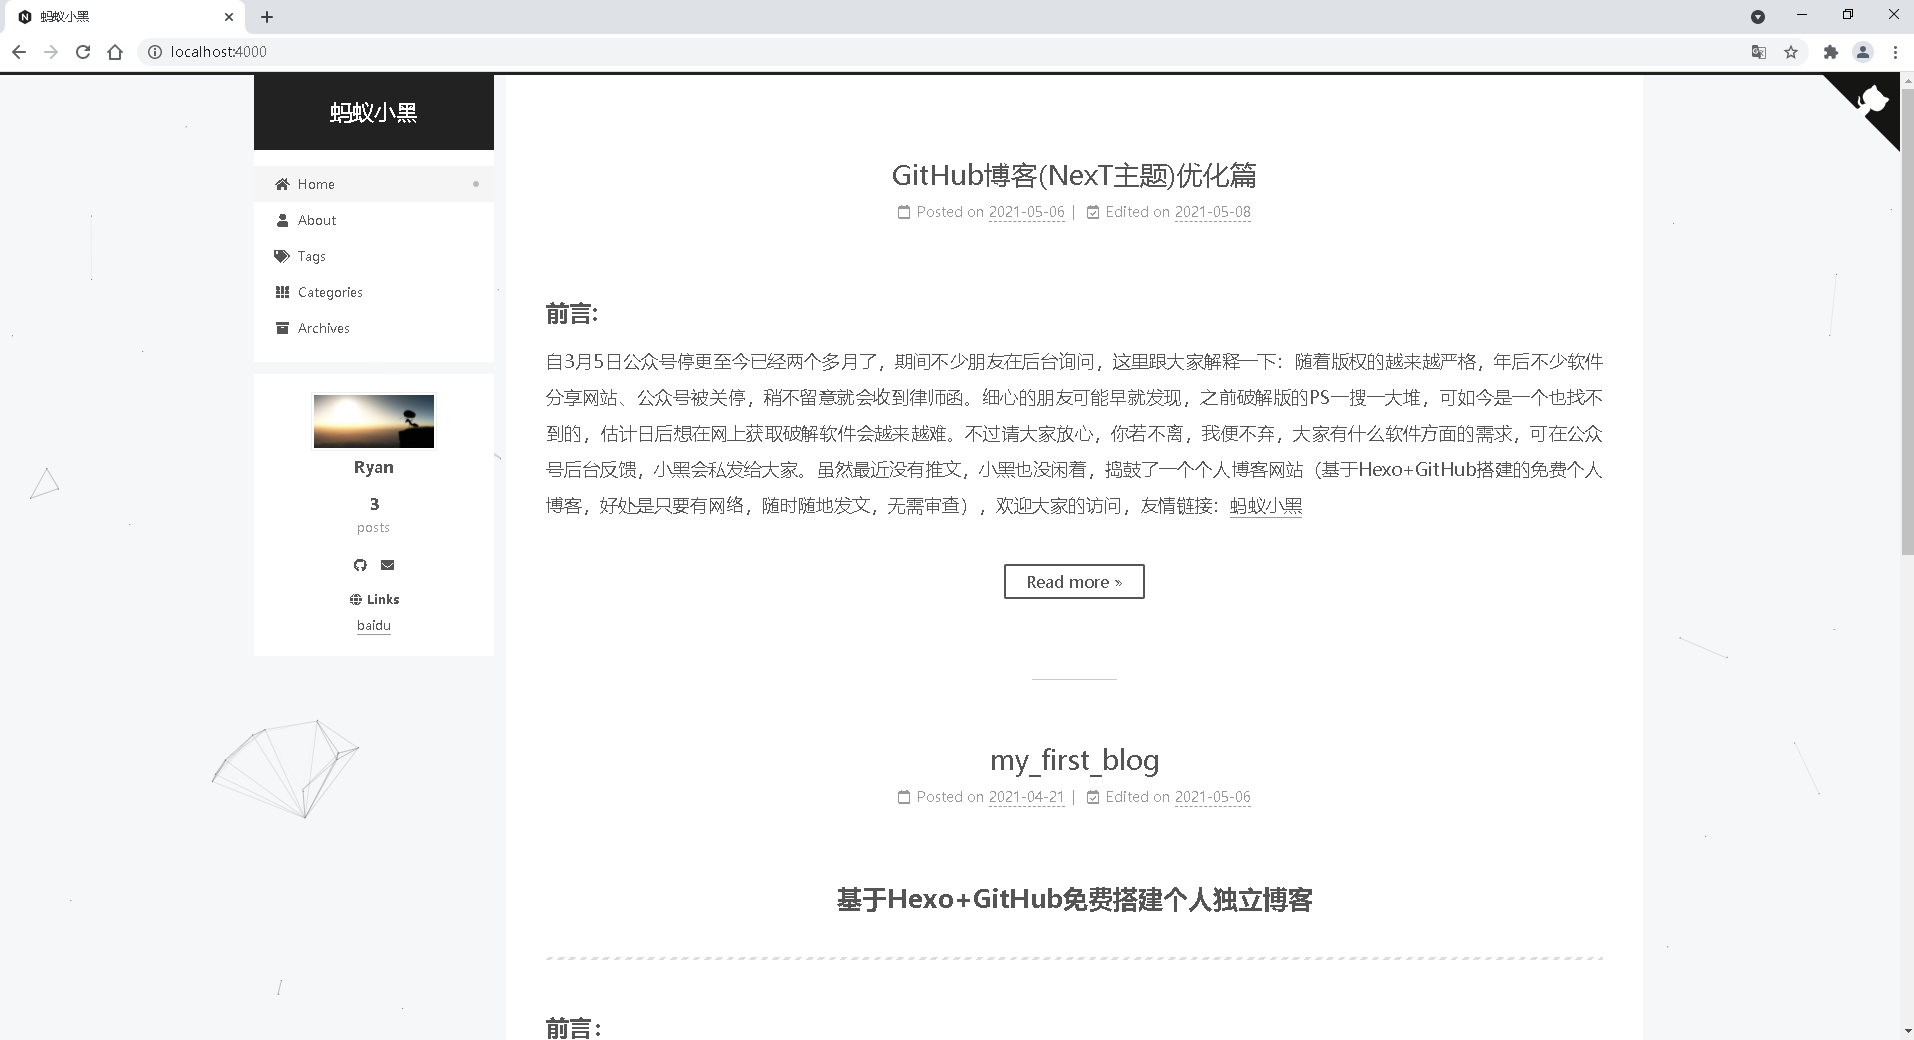 蚂蚁小黑
localhost:4000
蚂蚁小黑
Home
About
Tags
Categories
Archives
Ryan
3
posts
Links
baidu
GitHub博客(NexT主题)优化篇
Posted on 2021-05-06 | Edited on 2021-05-08
前言:
自3月5日公众号停更至今已经两个多月了，期间不少朋友在后台询问，这里跟大家解释一下：随着版权的越来越严格，年后不少软件
分享网站、公众号被关停，稍不留意就会收到律师函。细心的朋友可能早就发现，之前破解版的PS一搜一大堆，可如今是一个也找不
到的，估计日后想在网上获取破解软件会越来越难。不过请大家放心，你若不离，我便不弃，大家有什么软件方面的需求，可在公众
号后台反馈，小黑会私发给大家。虽然最近没有推文，小黑也没闲着，捣鼓了一个个人博客网站（基于Hexo+GitHub搭建的免费个人
博客，好处是只要有网络，随时随地发文，无需审查），欢迎大家的访问，友情链接：蚂蚁小黑
Read more »
my_first_blog
Posted on 2021-04-21 | Edited on 2021-05-06
基于Hexo+GitHub免费搭建个人独立博客
前言：